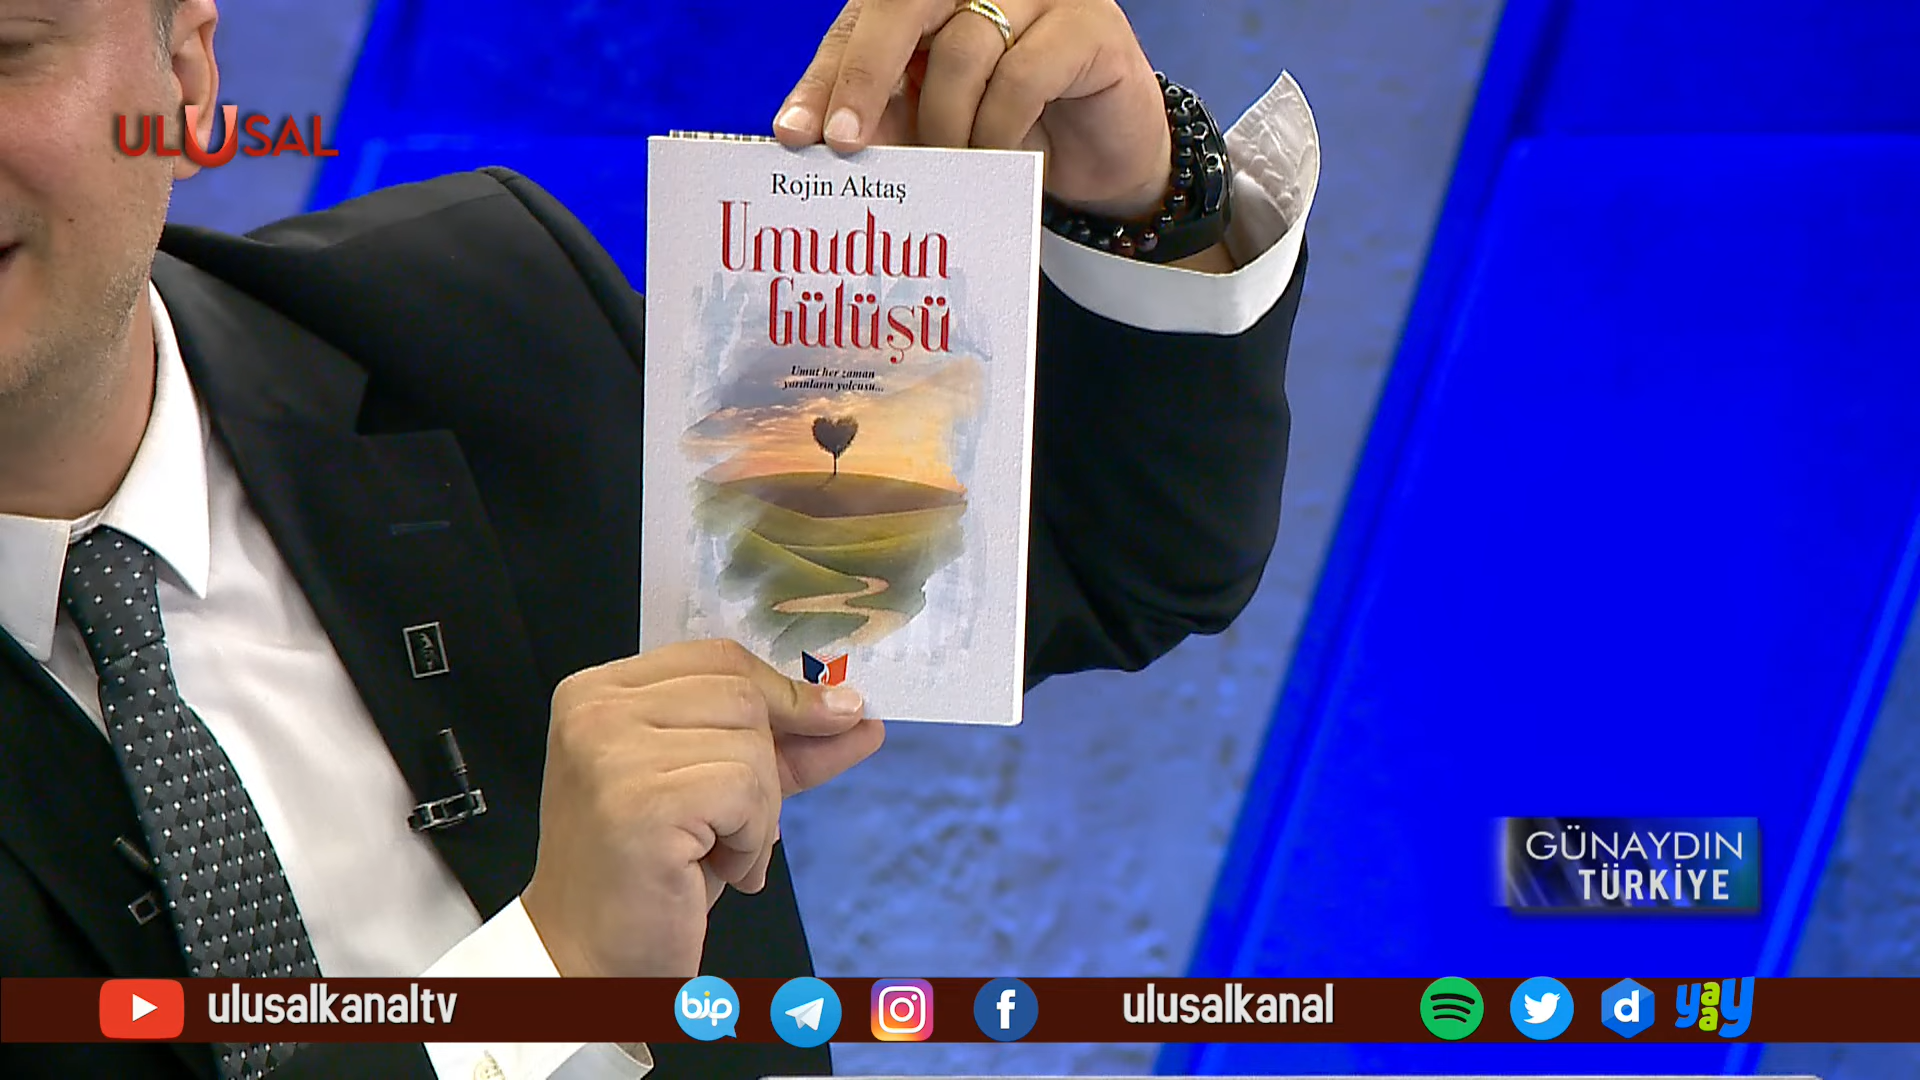 ULUSAL
Rojin Aktaş
Umudun
Gülüşü
Umut her zaman
yarınların yolcusu...
GÜNAYDIN
TÜRKİYE
ulusalkanaltv
bip
ulusalkanal
d
yaay